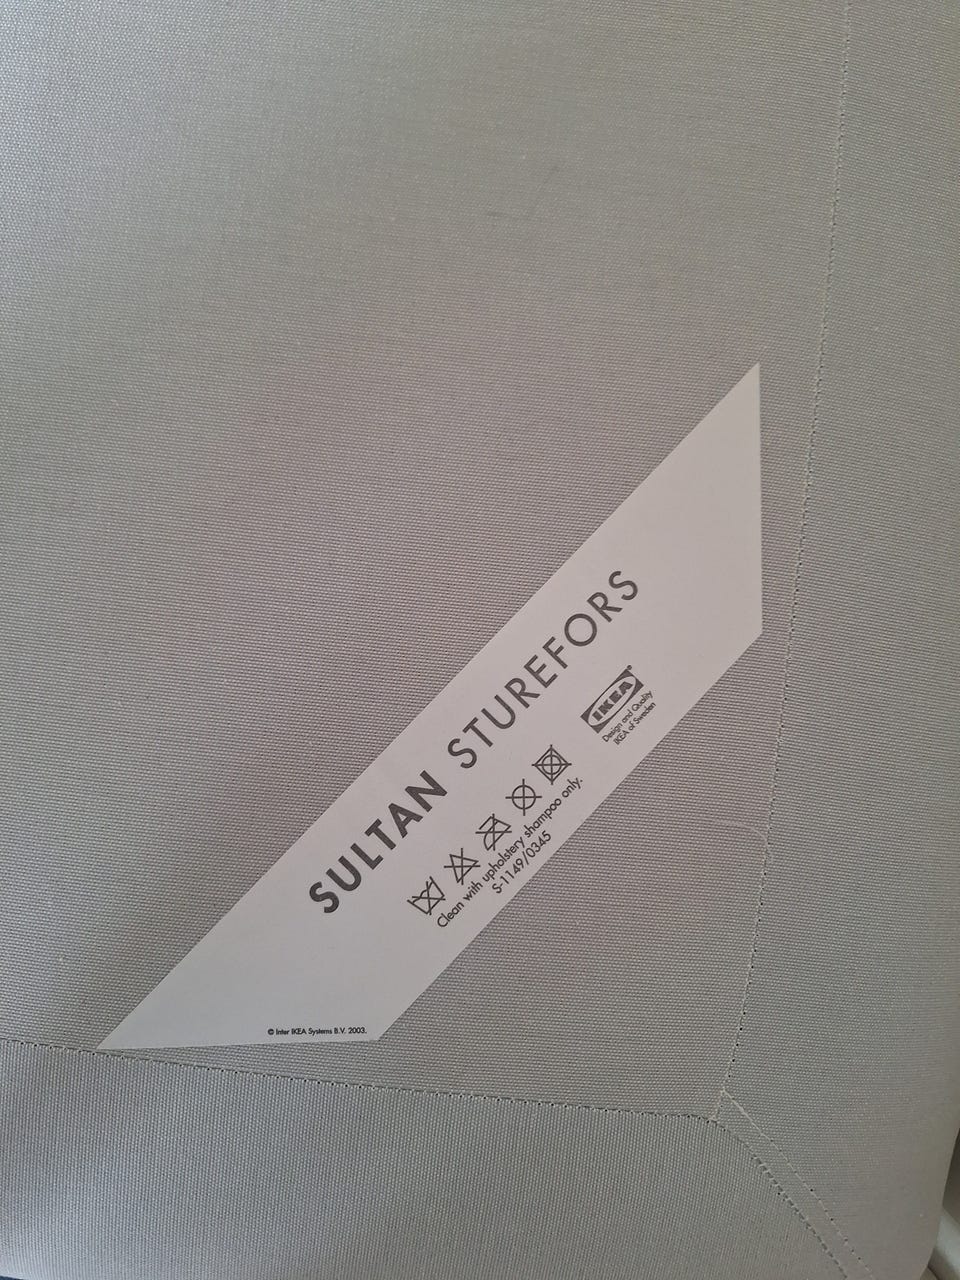 SULTAN STUREFORS
IKEA®
Design and Quality
IKEA of Sweden
Clean with upholstery shampoo only.
S-1149/0345
© Inter IKEA Systems B.V. 2003.